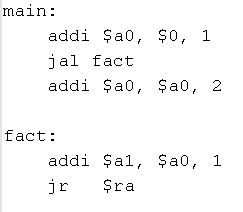 main:
    addi $a0, $0, 1
    jal fact
    addi $a0, $a0, 2

fact:
    addi $a1, $a0, 1
    jr   $ra